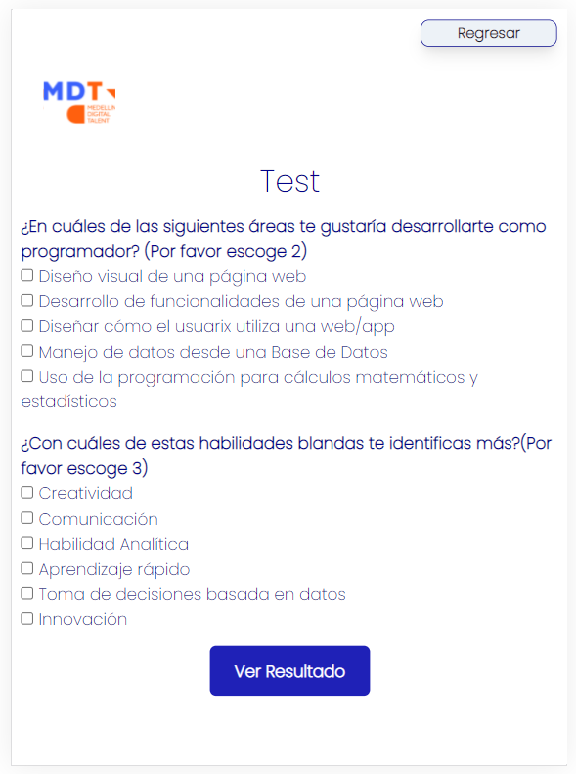 Regresar
MDT
MEDELLÍN
DIGITAL
TALENT
Test
¿En cuáles de las siguientes áreas te gustaría desarrollarte como
programador? (Por favor escoge 2)
Diseño visual de una página web
Desarrollo de funcionalidades de una página web
Diseñar cómo el usuarix utiliza una web/app
Manejo de datos desde una Base de Datos
Uso de la programación para cálculos matemáticos y
estadísticos
¿Con cuáles de estas habilidades blandas te identificas más?(Por
favor escoge 3)
Creatividad
Comunicación
Habilidad Analítica
Aprendizaje rápido
Toma de decisiones basada en datos
Innovación
Ver Resultado